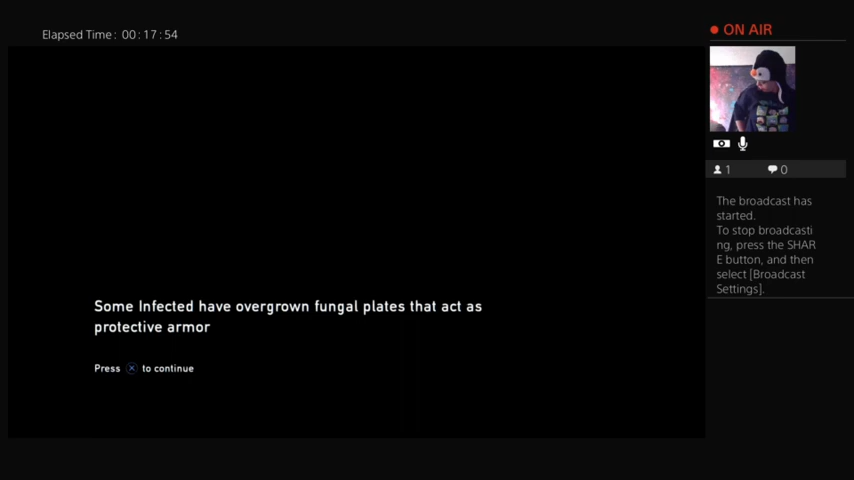 Elapsed Time: 00:17:54
ON AIR
1 0
The broadcast has
started.
To stop broadcasti
ng, press the SHAR
E button, and then
select [Broadcast
Settings].
Some Infected have overgrown fungal plates that act as
protective armor
Press ⓧ to continue